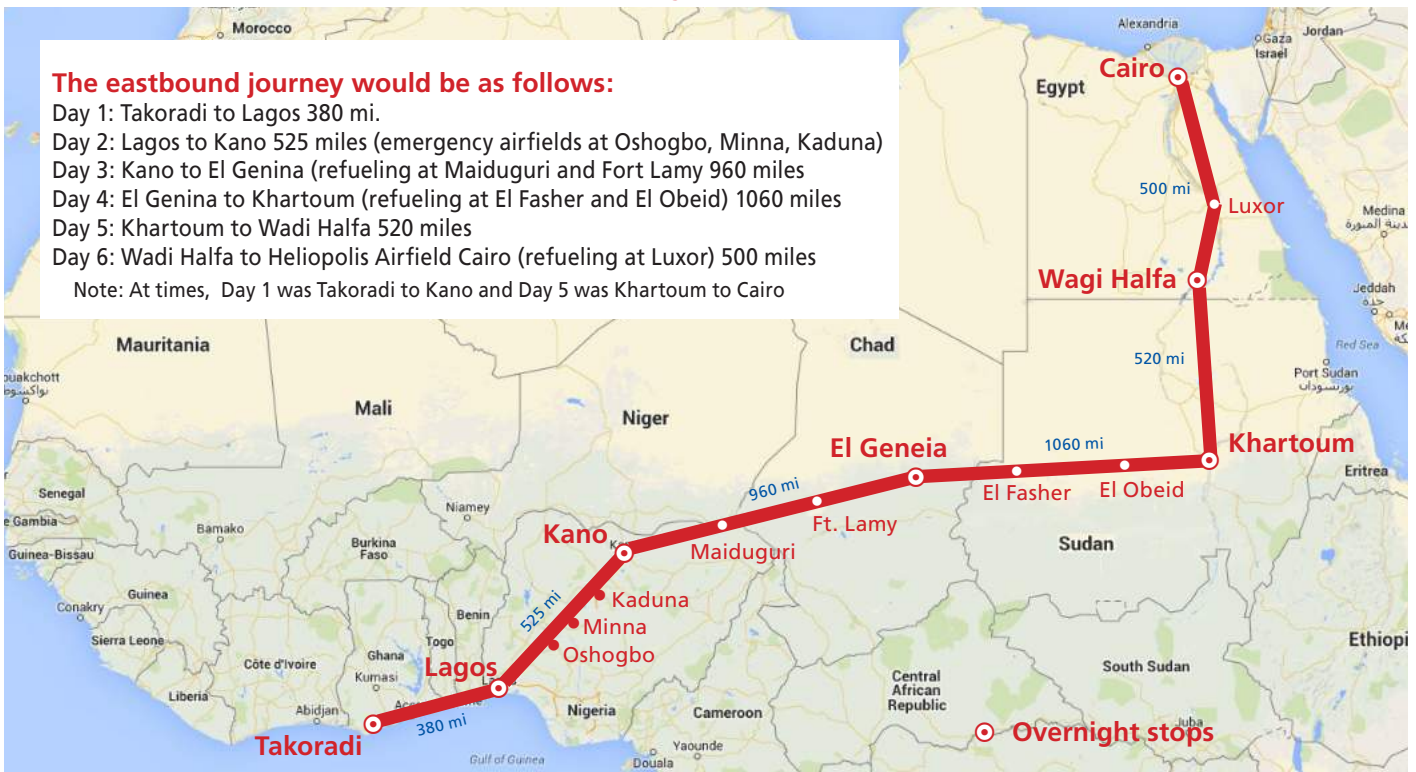 Morocco
Alexandria
Gaza
Jordan
Israel
The eastbound journey would be as follows:
Day 1: Takoradi to Lagos 380 mi.
Day 2: Lagos to Kano 525 miles (emergency airfields at Oshogbo, Minna, Kaduna)
Day 3: Kano to El Genina (refueling at Maiduguri and Fort Lamy 960 miles
Day 4: El Genina to Khartoum (refueling at El Fasher and El Obeid) 1060 miles
Day 5: Khartoum to Wadi Halfa 520 miles
Day 6: Wadi Halfa to Heliopolis Airfield Cairo (refueling at Luxor) 500 miles
Note: At times, Day 1 was Takoradi to Kano and Day 5 was Khartoum to Cairo
Cairo
Egypt
500 mi
Luxor
Medina
المدينة المنورة
Wagi Halfa
Jeddah
جدة
Mauritania
Chad
520 mi
Red Sea
Port Sudan
بورتسودان
Mali
Niger
El Geneia
1060 mi
Khartoum
Eritrea
960 mi
El Fasher
El Obeid
Senegal
Niamey
Ft. Lamy
Bamako
Burkina
Faso
Kano
Maiduguri
Sudan
Guinea-Bissau
Guinea
525 mi
Kaduna
Conakry
Benin
Minna
Sierra Leone
Togo
Oshogbo
Ethiopi
Côte d'Ivoire
Ghana
Kumasi
Lagos
South Sudan
Central
African
Republic
Liberia
Abidjan
Nigeria
Cameroon
380 mi
Takoradi
Overnight stops
Juba
Yaounde
Gulf of Guinea
Douala